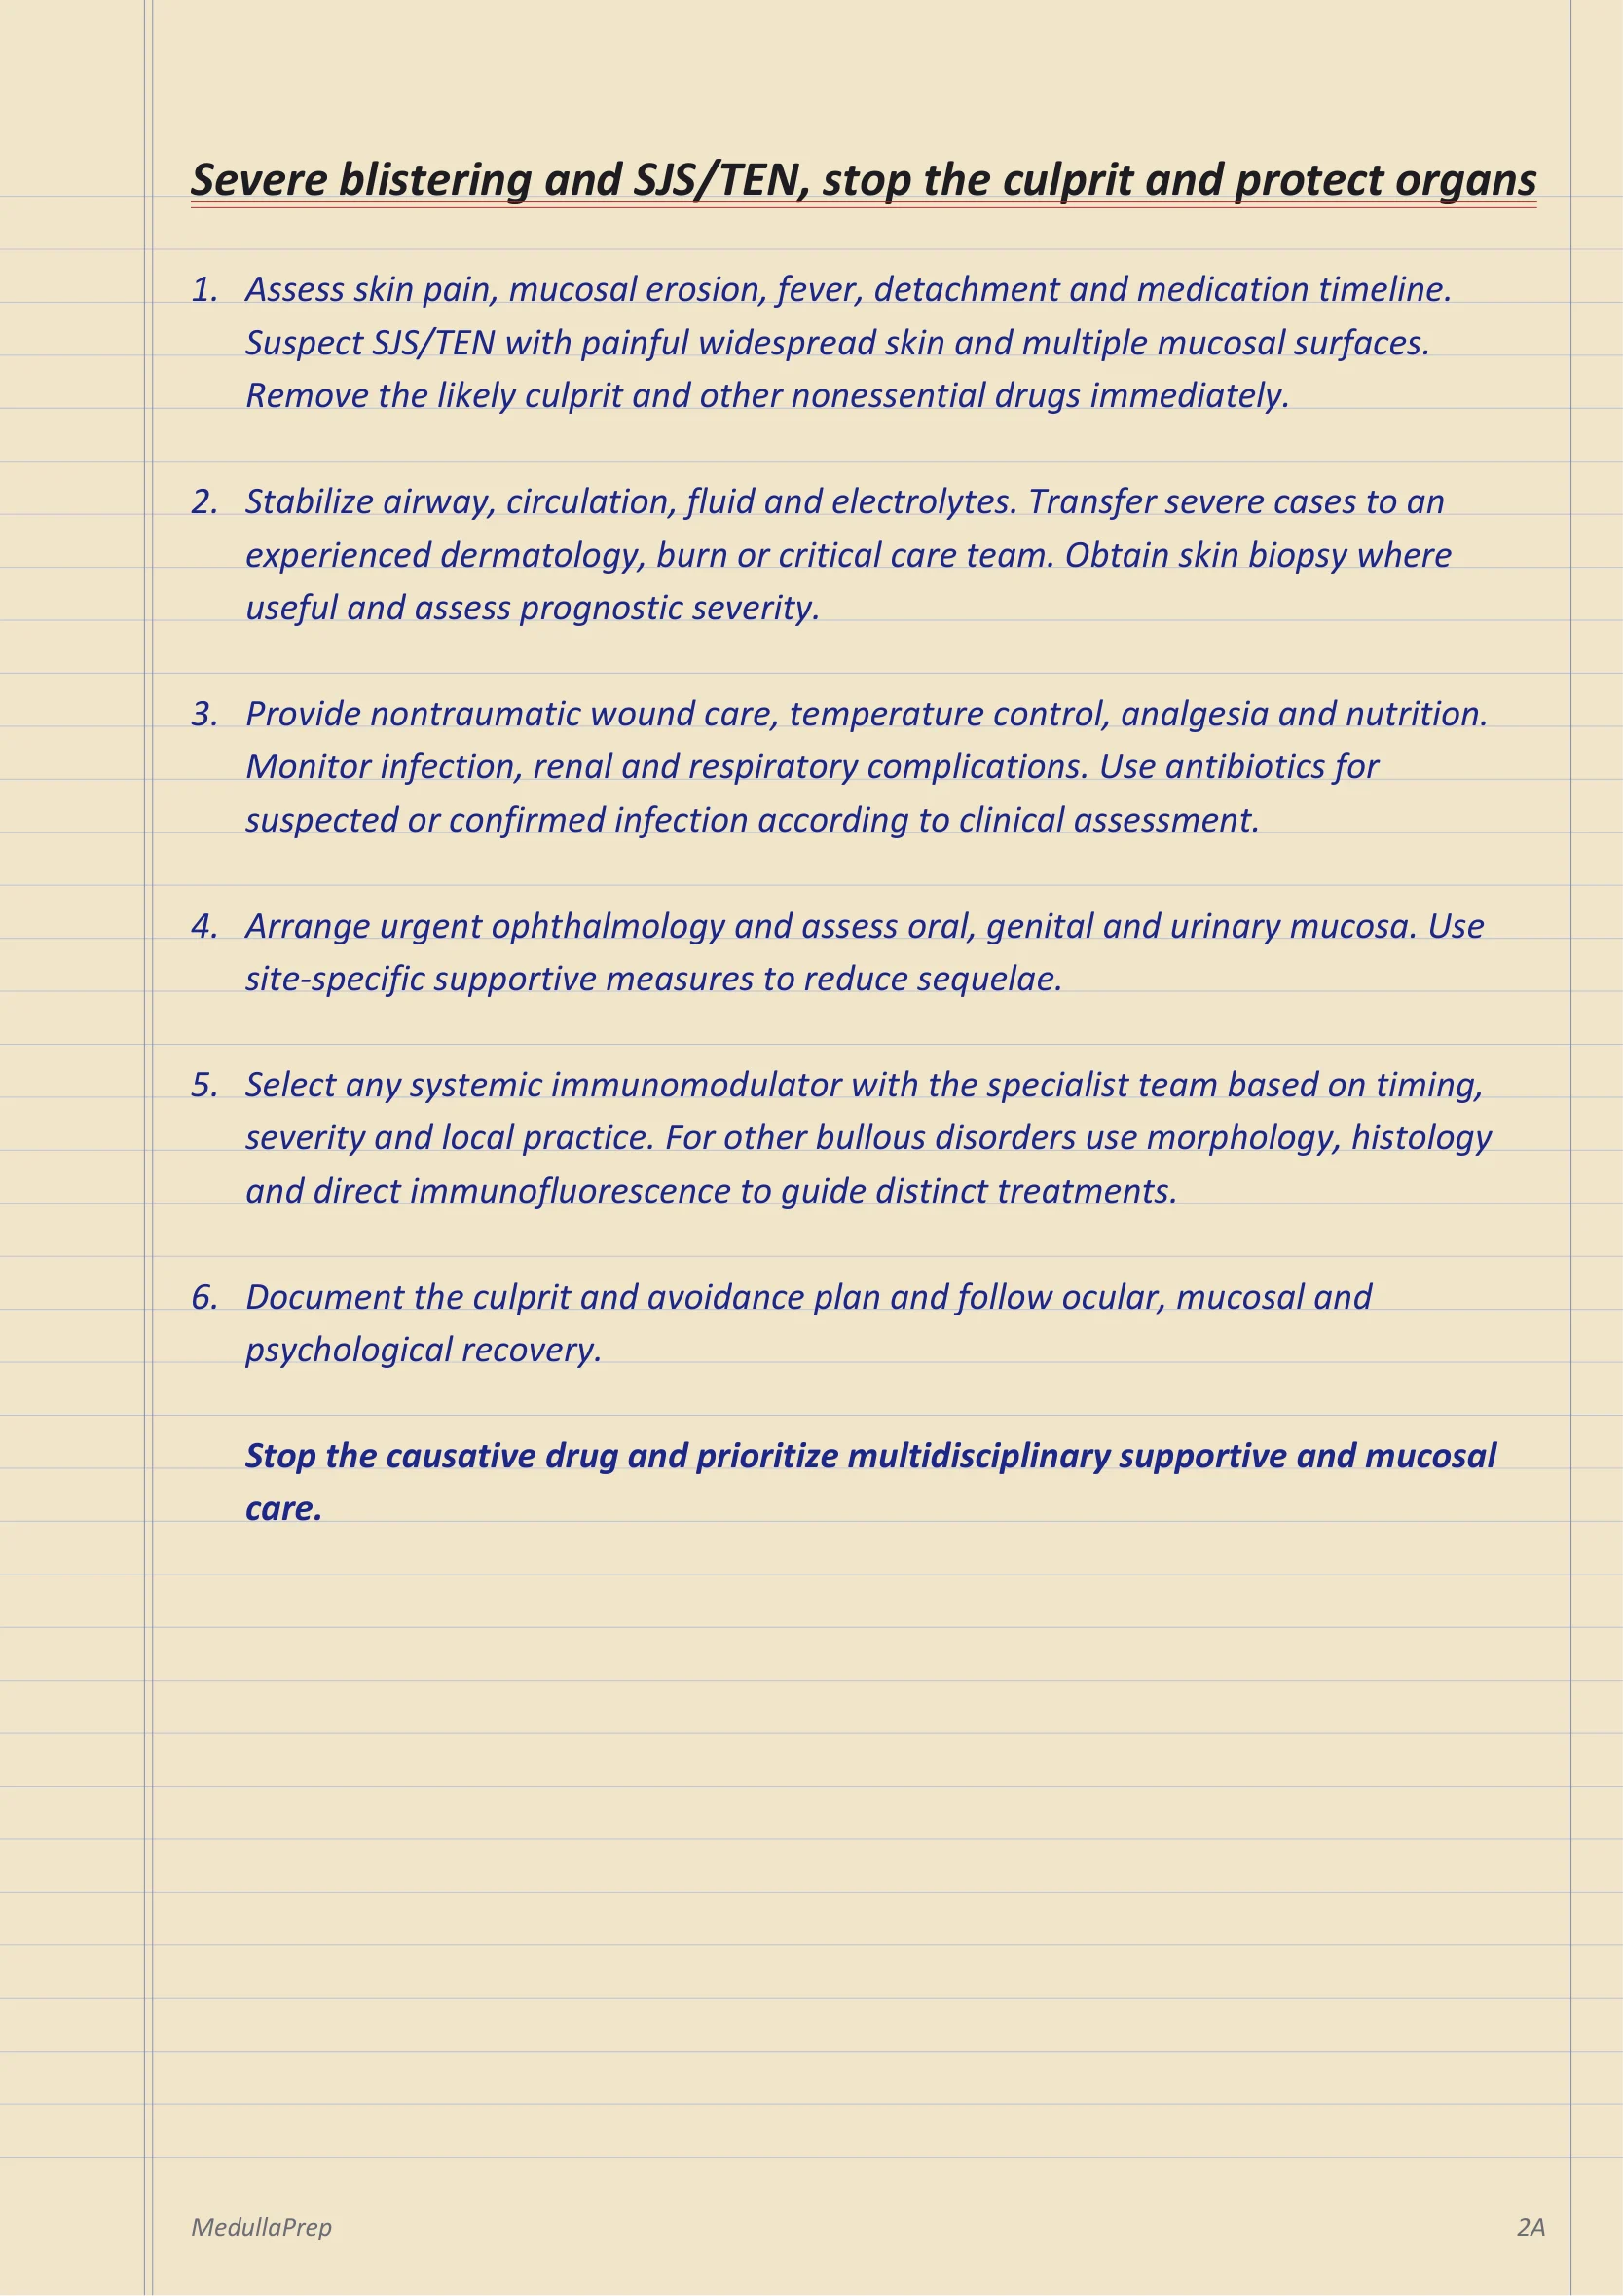 Severe blistering and SJS/TEN, stop the culprit and protect organs
1. Assess skin pain, mucosal erosion, fever, detachment and medication timeline.
Suspect SJS/TEN with painful widespread skin and multiple mucosal surfaces.
Remove the likely culprit and other nonessential drugs immediately.
2. Stabilize airway, circulation, fluid and electrolytes. Transfer severe cases to an
experienced dermatology, burn or critical care team. Obtain skin biopsy where
useful and assess prognostic severity.
3. Provide nontraumatic wound care, temperature control, analgesia and nutrition.
Monitor infection, renal and respiratory complications. Use antibiotics for
suspected or confirmed infection according to clinical assessment.
4. Arrange urgent ophthalmology and assess oral, genital and urinary mucosa. Use
site-specific supportive measures to reduce sequelae.
5. Select any systemic immunomodulator with the specialist team based on timing,
severity and local practice. For other bullous disorders use morphology, histology
and direct immunofluorescence to guide distinct treatments.
6. Document the culprit and avoidance plan and follow ocular, mucosal and
psychological recovery.
Stop the causative drug and prioritize multidisciplinary supportive and mucosal
care.
MedullaPrep
2A